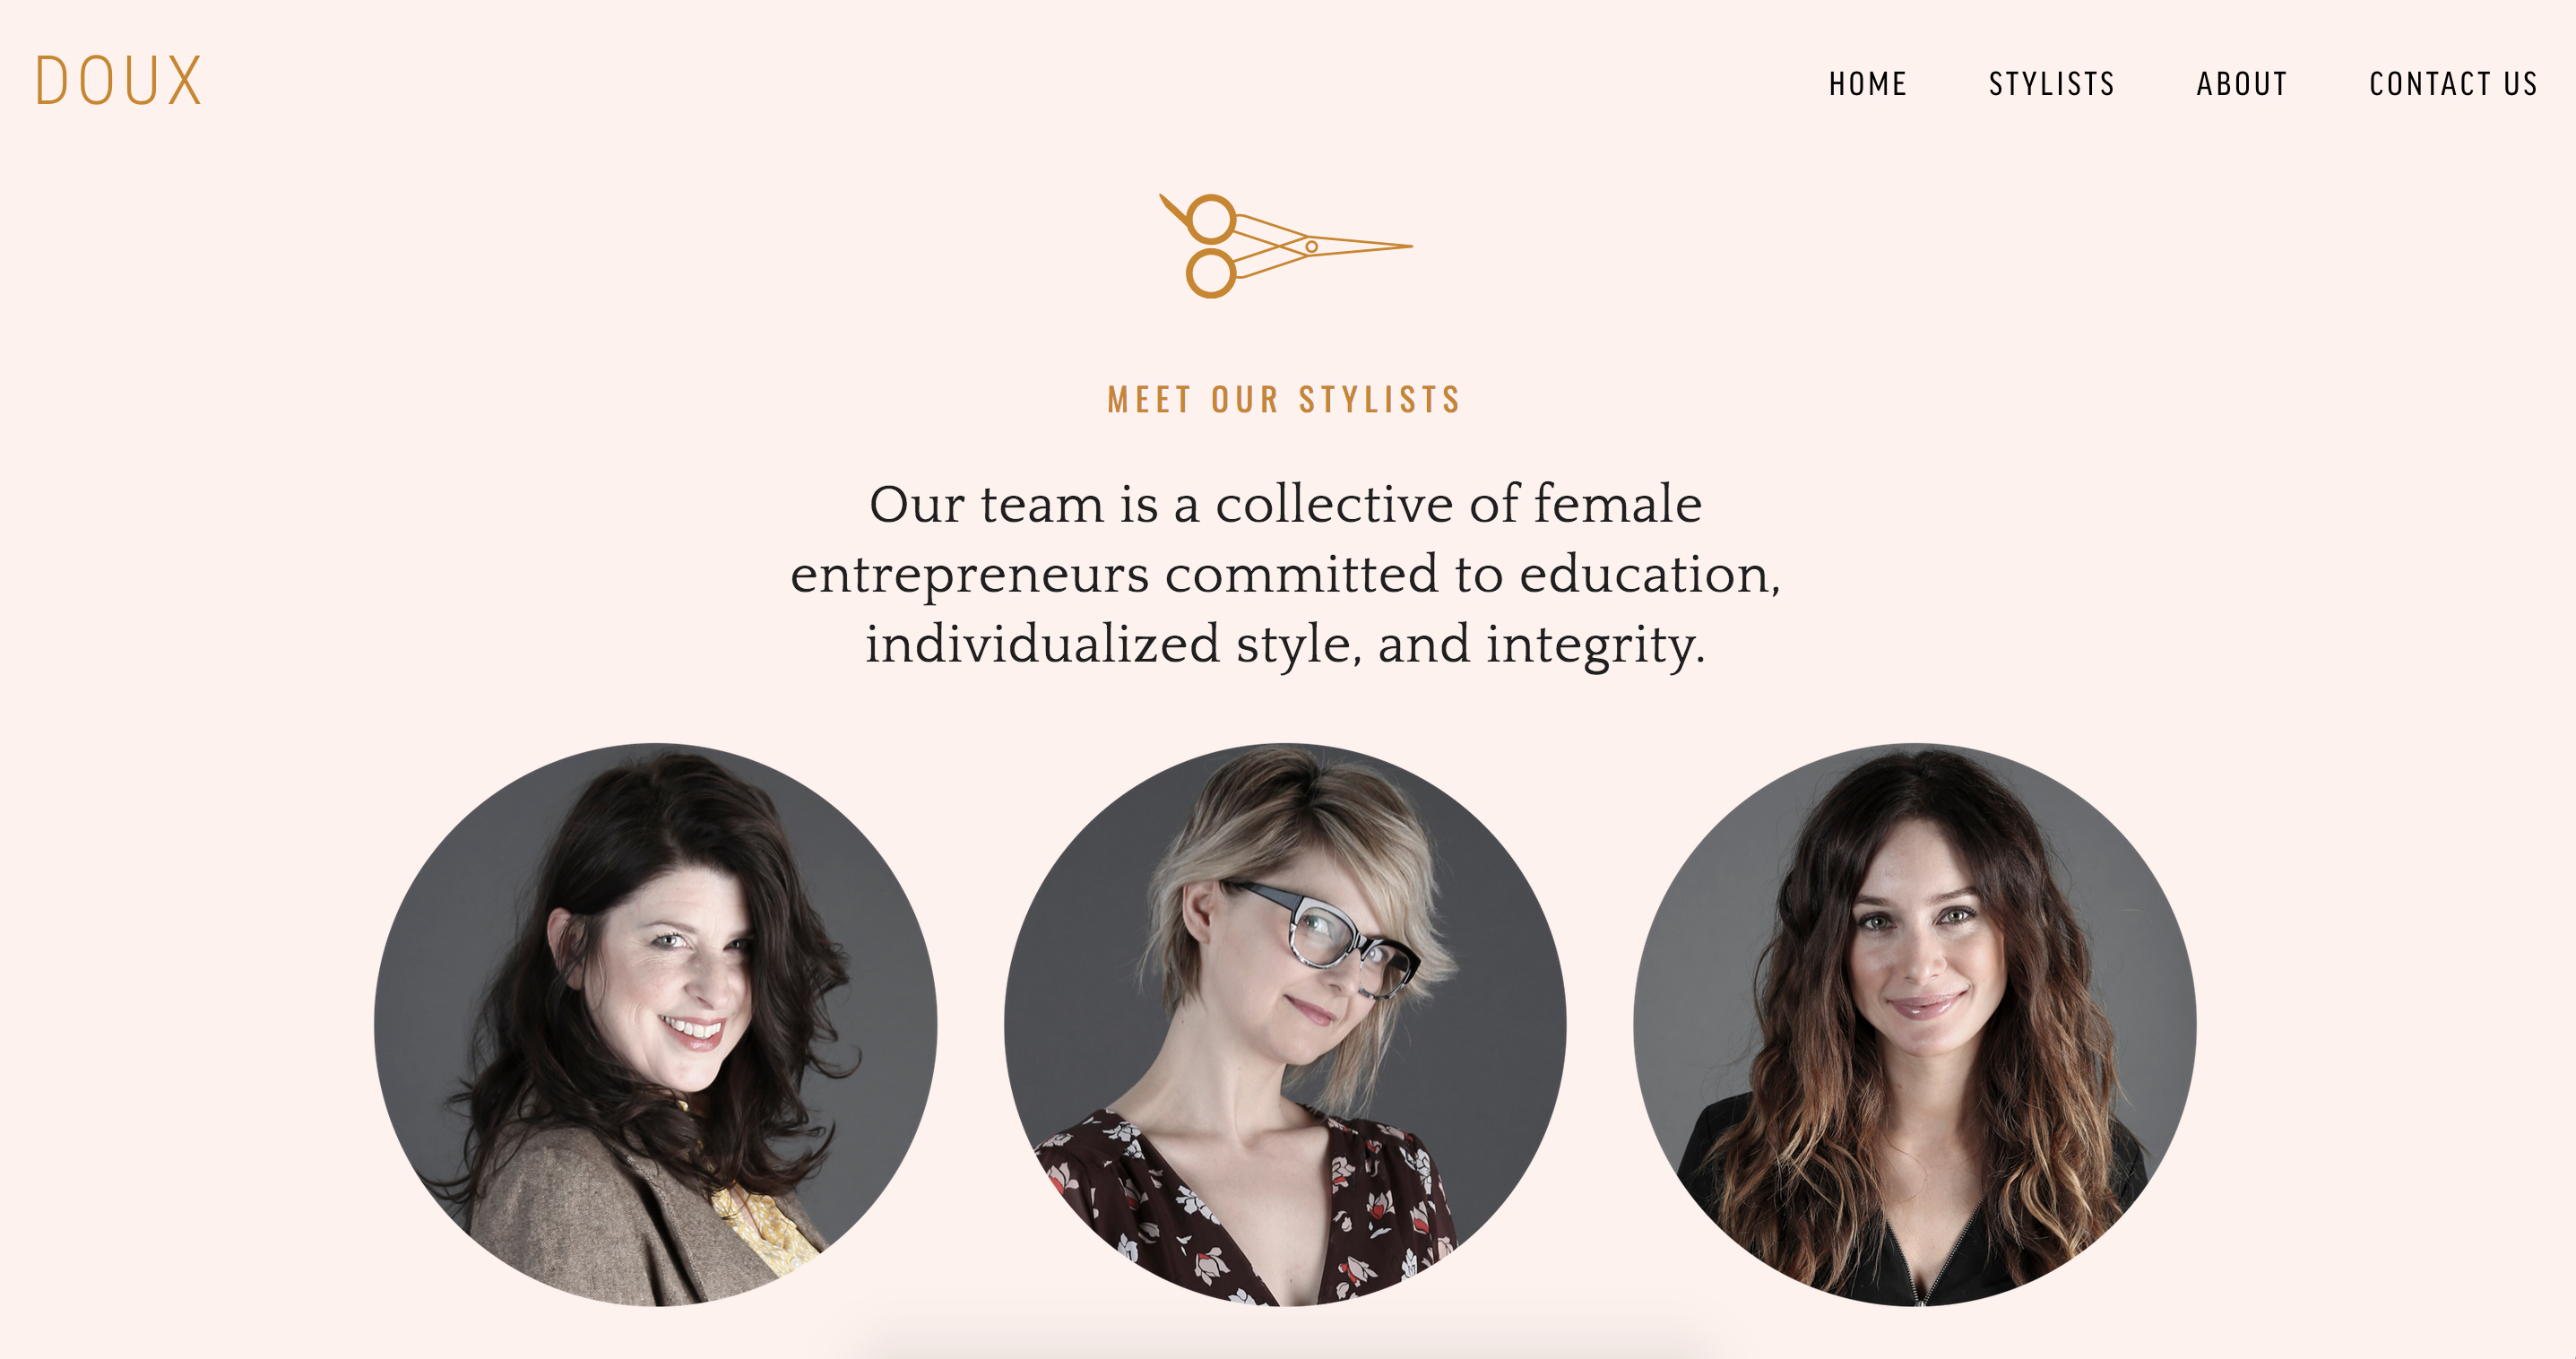 DOUX
HOME STYLISTS ABOUT CONTACT US
MEET OUR STYLISTS
Our team is a collective of female
entrepreneurs committed to education,
individualized style, and integrity.